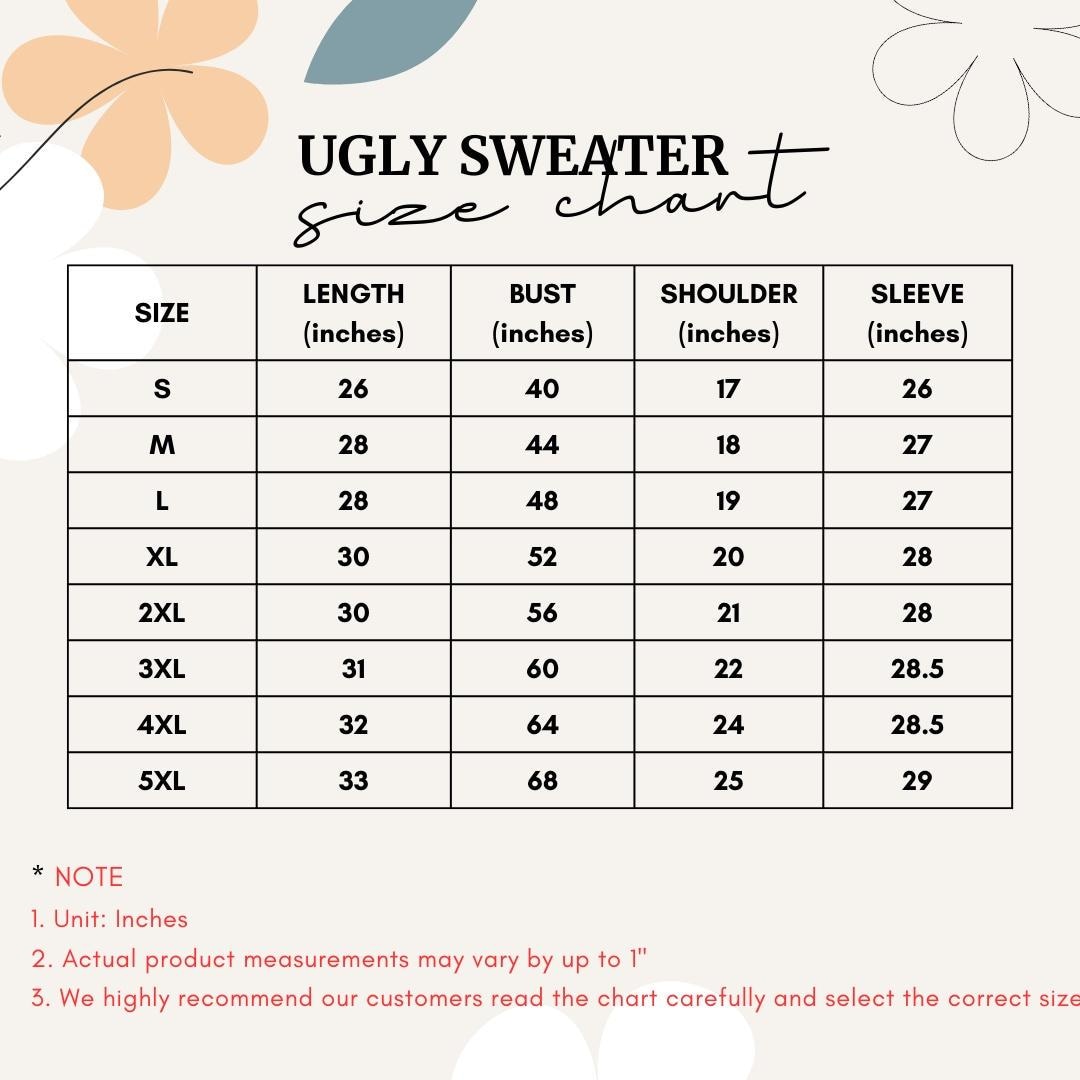 UGLY SWEATER
size chart
SIZE LENGTH (inches) BUST (inches) SHOULDER (inches) SLEEVE (inches)
S 26 40 17 26
M 28 44 18 27
L 28 48 19 27
XL 30 52 20 28
2XL 30 56 21 28
3XL 31 60 22 28.5
4XL 32 64 24 28.5
5XL 33 68 25 29
* NOTE
1. Unit: Inches
2. Actual product measurements may vary by up to 1"
3. We highly recommend our customers read the chart carefully and select the correct size